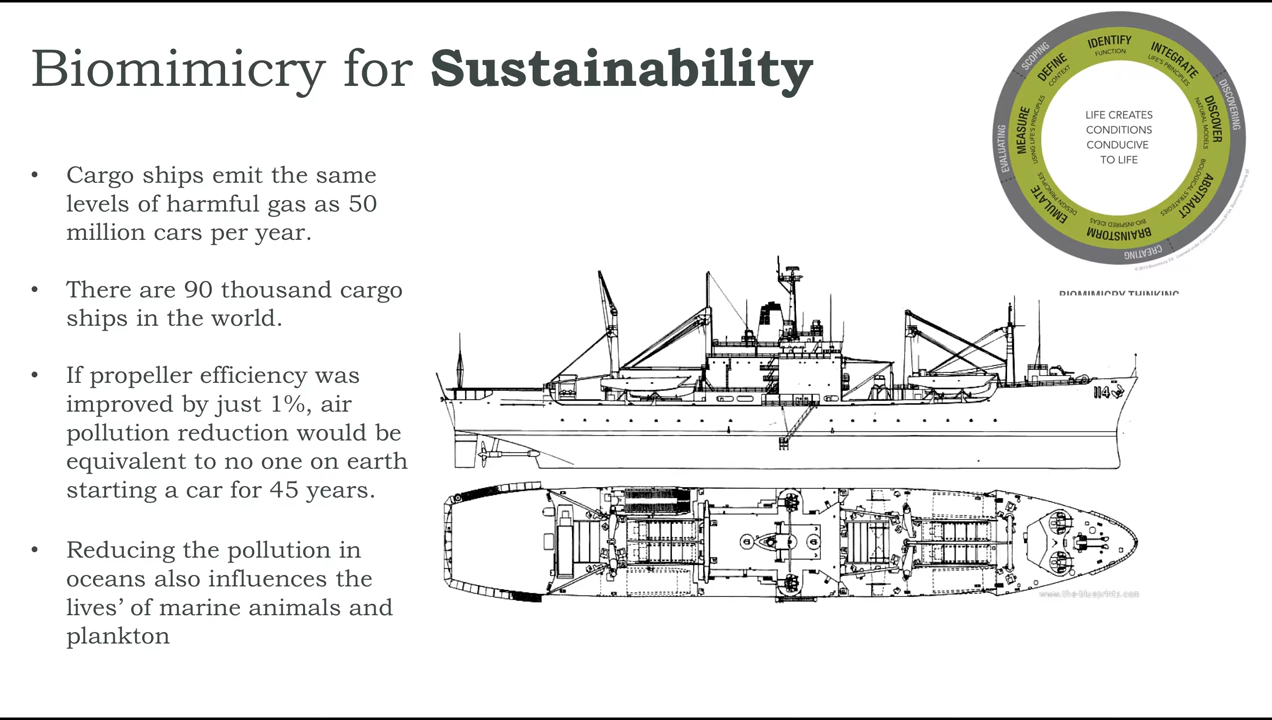 Biomimicry for Sustainability
• Cargo ships emit the same
levels of harmful gas as 50
million cars per year.
• There are 90 thousand cargo
ships in the world.
• If propeller efficiency was
improved by just 1%, air
pollution reduction would be
equivalent to no one on earth
starting a car for 45 years.
• Reducing the pollution in
oceans also influences the
lives’ of marine animals and
plankton
SCOPING
DISCOVERING
CREATING
EVALUATING
IDENTIFY
FUNCTION
INTEGRATE
LIFE'S PRINCIPLES
DISCOVER
NATURAL MODELS
ABSTRACT
BIOLOGICAL STRATEGIES
BRAINSTORM
BIO-INSPIRED IDEAS
EMULATE
DESIGN PRINCIPLES
MEASURE
USING LIFE'S PRINCIPLES
DEFINE
CONTEXT
LIFE CREATES
CONDITIONS
CONDUCIVE
TO LIFE
BIOMIMICRY THINKING
114
www.the-blueprints.com